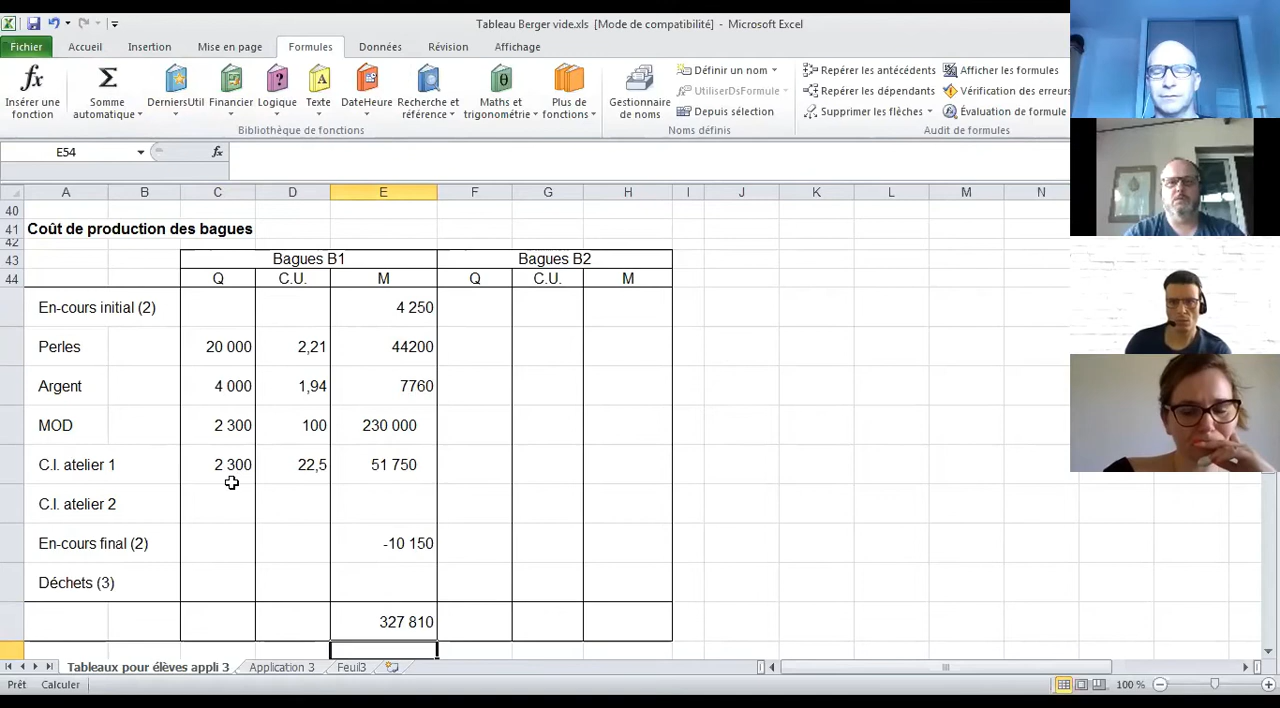 Tableau Berger vide.xls [Mode de compatibilité] - Microsoft Excel
Fichier Accueil Insertion Mise en page Formules Données Révision Affichage
Insérer une fonction
Somme automatique
DerniersUtil
Financier
Logique
Texte
DateHeure
Recherche et référence
Maths et trigonométrie
Plus de fonctions
Bibliothèque de fonctions
Gestionnaire de noms
Définir un nom
UtiliserDsFormule
Depuis sélection
Noms définis
Repérer les antécédents
Repérer les dépendants
Supprimer les flèches
Afficher les formules
Vérification des erreurs
Évaluation de formule
Audit de formules
E54 fx
A B C D E F G H I J K L M N
40
41 Coût de production des bagues
42
43 Bagues B1 Bagues B2
44 Q C.U. M Q C.U. M
En-cours initial (2) 4 250
Perles 20 000 2,21 44200
Argent 4 000 1,94 7760
MOD 2 300 100 230 000
C.I. atelier 1 2 300 22,5 51 750
C.I. atelier 2
En-cours final (2) -10 150
Déchets (3)
327 810
Tableaux pour élèves appli 3 Application 3 Feuil3
Prêt Calculer 100 %